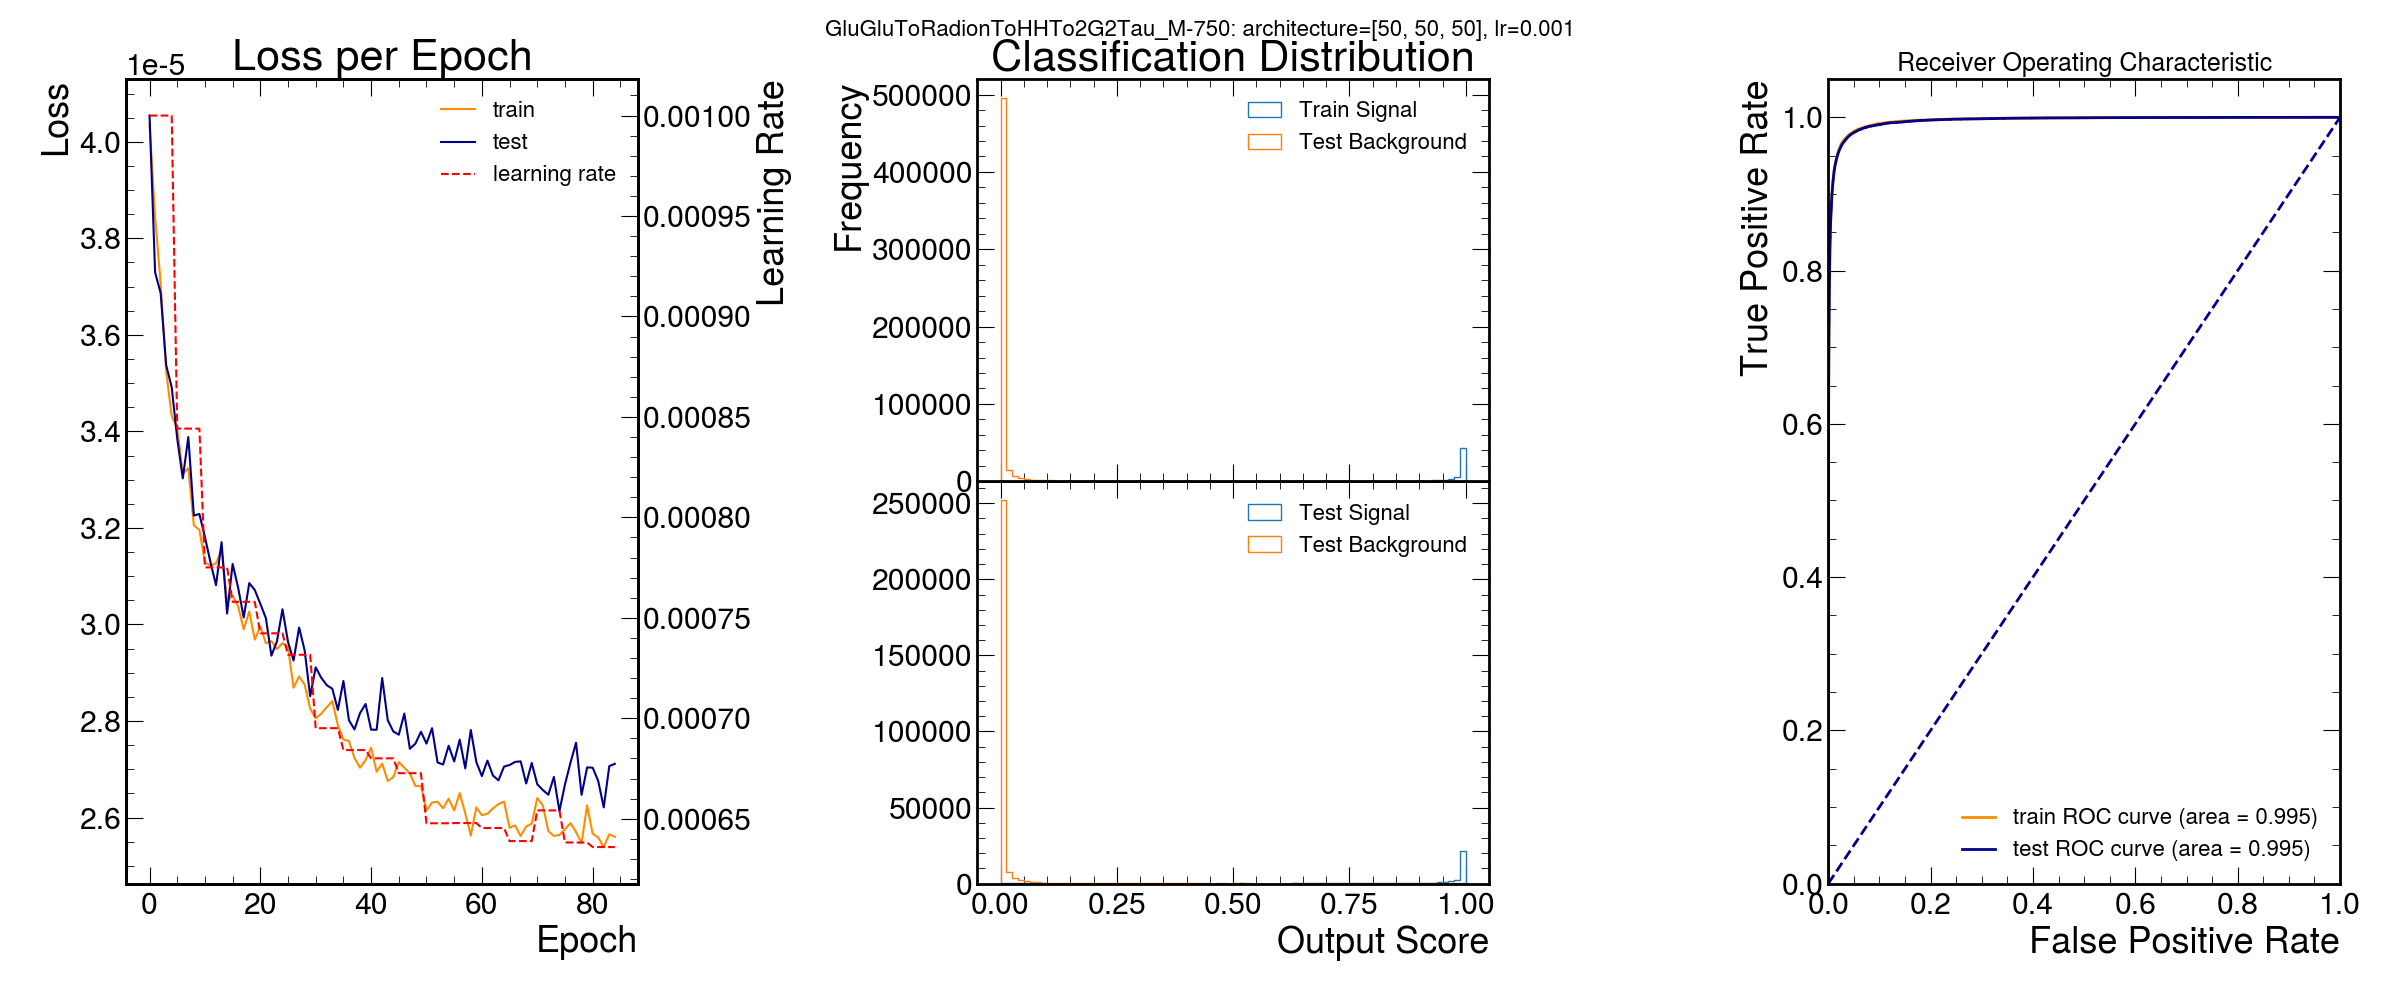 GluGluToRadionToHHTo2G2Tau_M-750: architecture=[50, 50, 50], lr=0.001
Loss per Epoch
1e-5
Loss
4.0
3.8
3.6
3.4
3.2
3.0
2.8
2.6
0 20 40 60 80
Epoch
train
test
learning rate
0.00100
0.00095
0.00090
0.00085
0.00080
0.00075
0.00070
0.00065
Learning Rate
Classification Distribution
Frequency
500000
400000
300000
200000
100000
0
Train Signal
Test Background
250000
200000
150000
100000
50000
0
Test Signal
Test Background
0.00 0.25 0.50 0.75 1.00
Output Score
Receiver Operating Characteristic
True Positive Rate
1.0
0.8
0.6
0.4
0.2
0.0
train ROC curve (area = 0.995)
test ROC curve (area = 0.995)
0.0 0.2 0.4 0.6 0.8 1.0
False Positive Rate